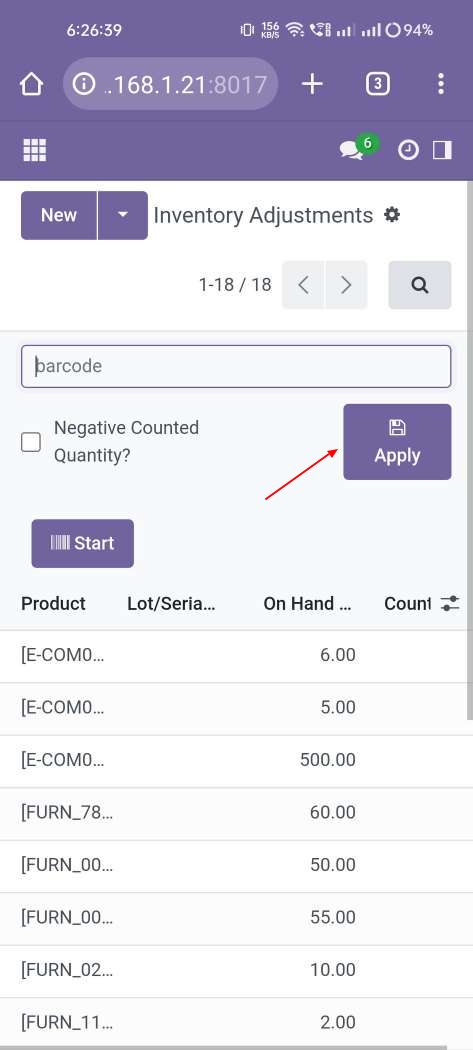 6:26:39 156 KB/S 94%
.168.1.21:8017 3
6
New Inventory Adjustments
1-18 / 18
barcode
Negative Counted
Quantity?
Apply
Start
Product Lot/Seria... On Hand ... Count
[E-COM0... 6.00
[E-COM0... 5.00
[E-COM0... 500.00
[FURN_78... 60.00
[FURN_00... 50.00
[FURN_00... 55.00
[FURN_02... 10.00
[FURN_11... 2.00